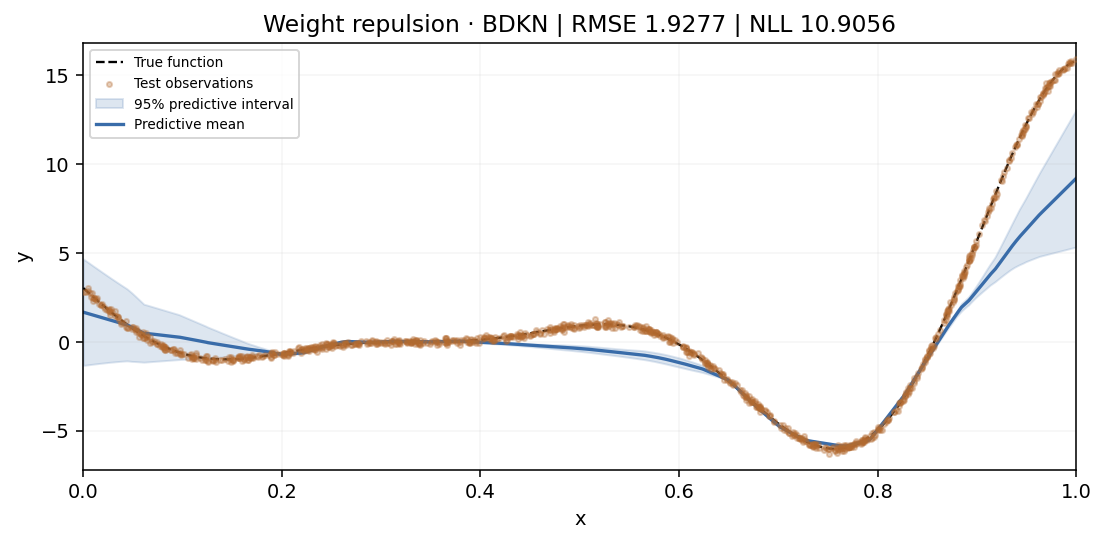 Weight repulsion · BDKN | RMSE 1.9277 | NLL 10.9056
True function
Test observations
95% predictive interval
Predictive mean
15
10
5
0
−5
y
0.0 0.2 0.4 0.6 0.8 1.0
x